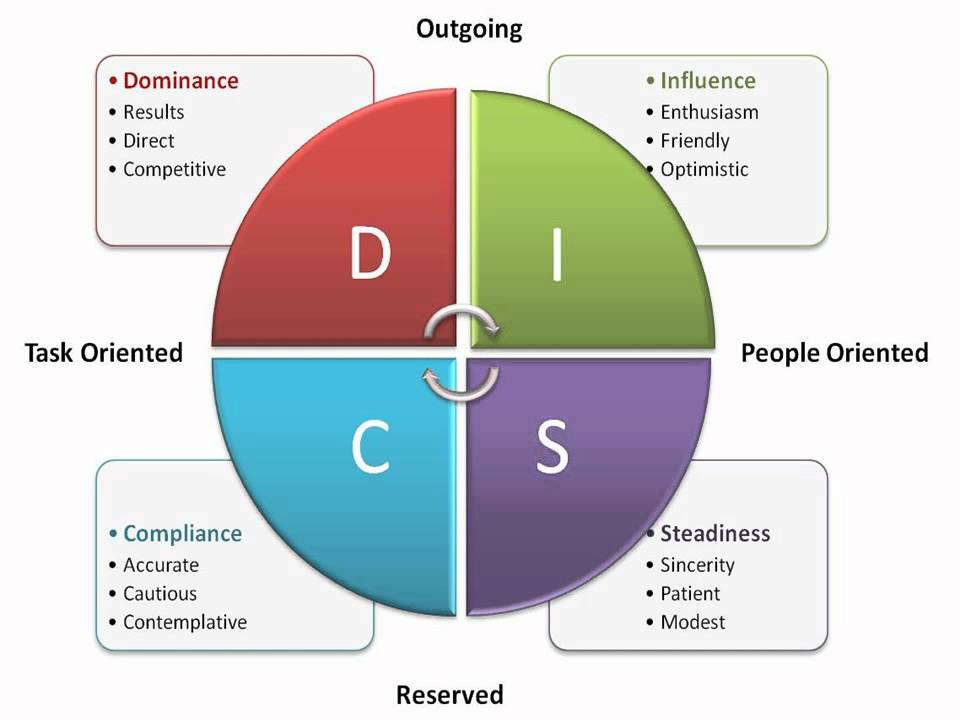 Outgoing
• Dominance
• Results
• Direct
• Competitive
• Influence
• Enthusiasm
• Friendly
• Optimistic
D
I
Task Oriented
People Oriented
C
S
• Compliance
• Accurate
• Cautious
• Contemplative
• Steadiness
• Sincerity
• Patient
• Modest
Reserved